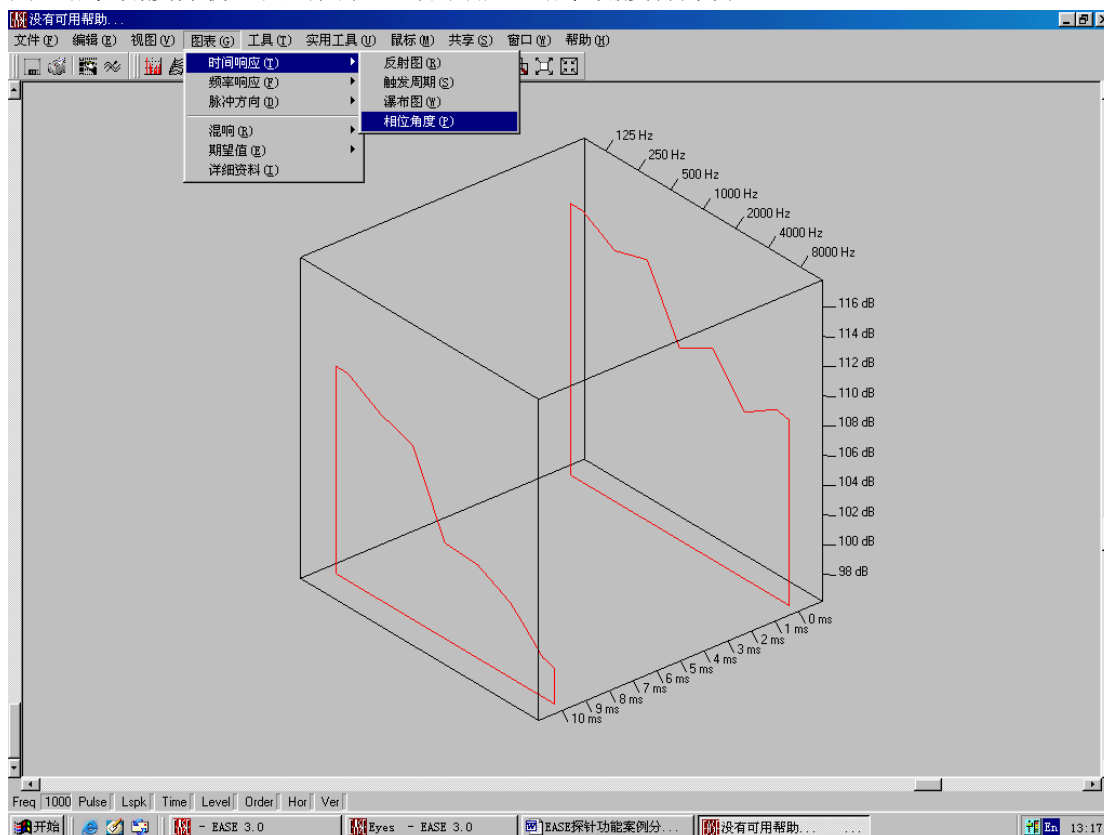 没有可用帮助...
文件(F) 编辑(E) 视图(V) 图表(G) 工具(T) 实用工具(U) 鼠标(M) 共享(S) 窗口(W) 帮助(H)
时间响应(T)
频率响应(F)
脉冲方向(D)
混响(R)
期望值(E)
详细资料(I)
反射图(R)
触发周期(S)
瀑布图(W)
相位角度(P)
125 Hz
250 Hz
500 Hz
1000 Hz
2000 Hz
4000 Hz
8000 Hz
116 dB
114 dB
112 dB
110 dB
108 dB
106 dB
104 dB
102 dB
100 dB
98 dB
0 ms
1 ms
2 ms
3 ms
4 ms
5 ms
6 ms
7 ms
8 ms
9 ms
10 ms
Freq 1000 Pulse Lspk Time Level Order Hor Ver
开始 - EASE 3.0 Eyes - EASE 3.0 EASE探针功能案例分... 没有可用帮助... ... En 13:17